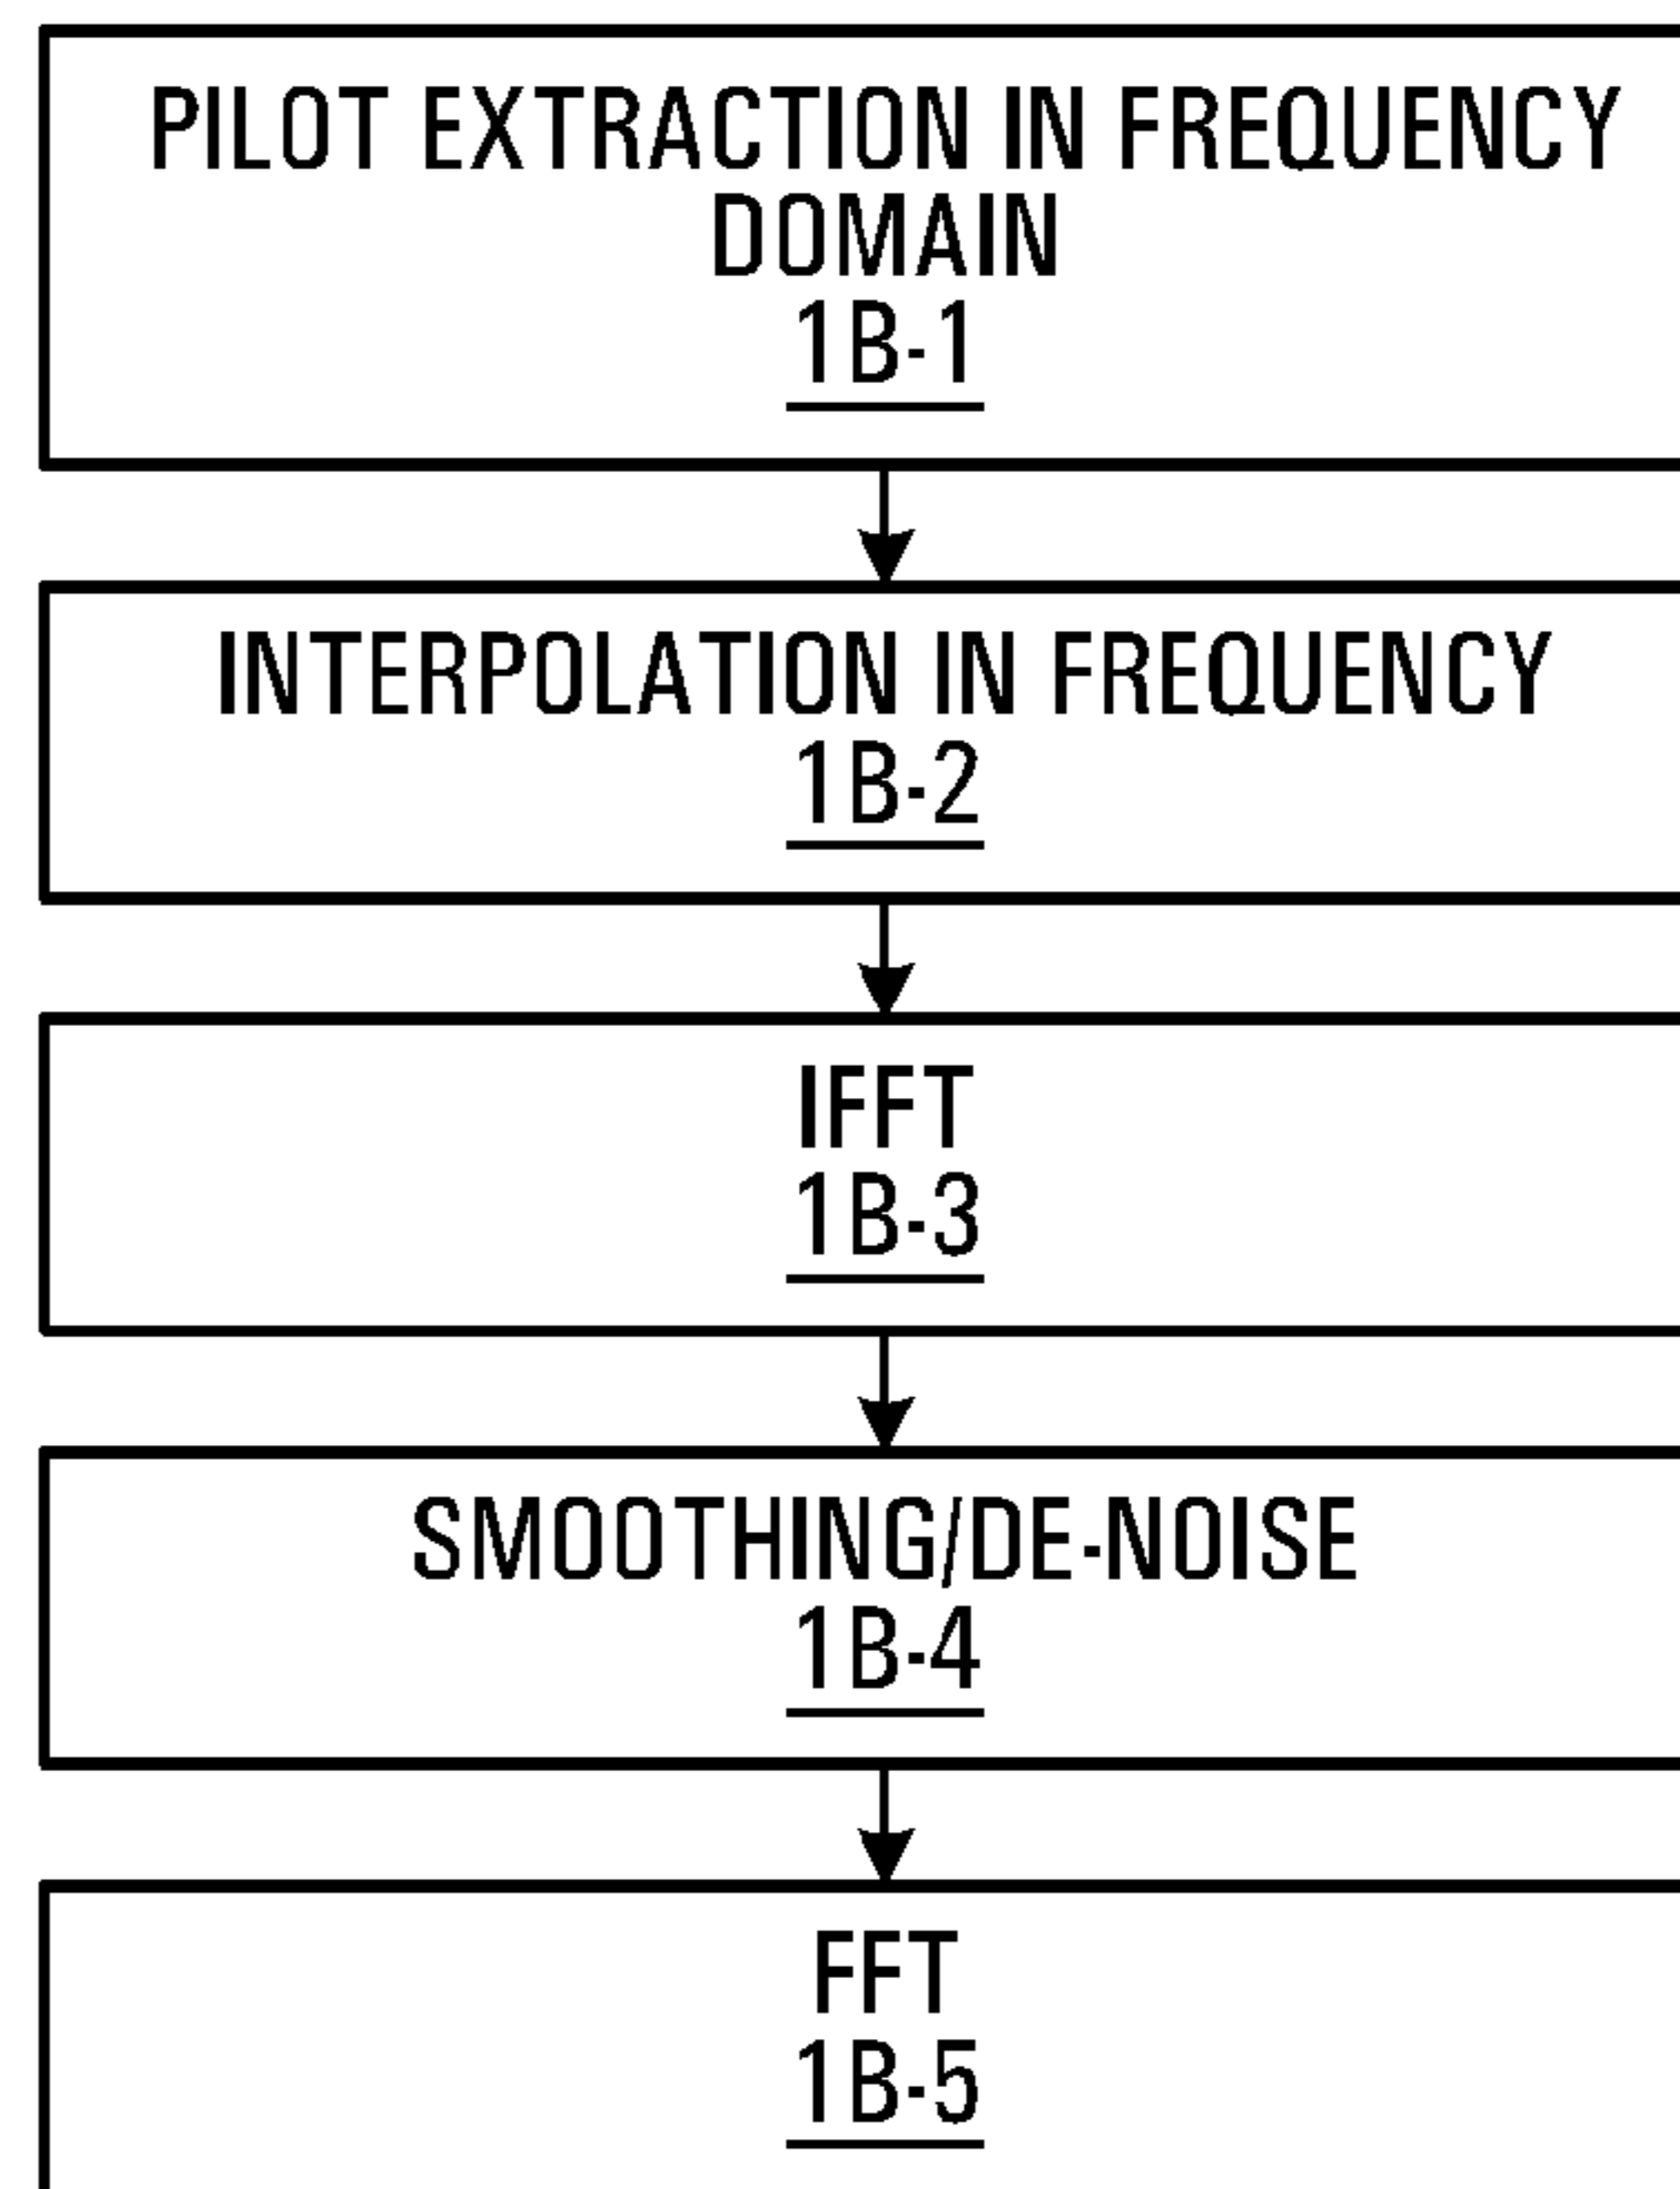 PILOT EXTRACTION IN FREQUENCY
DOMAIN
1B-1
INTERPOLATION IN FREQUENCY
1B-2
IFFT
1B-3
SMOOTHING/DE-NOISE
1B-4
FFT
1B-5